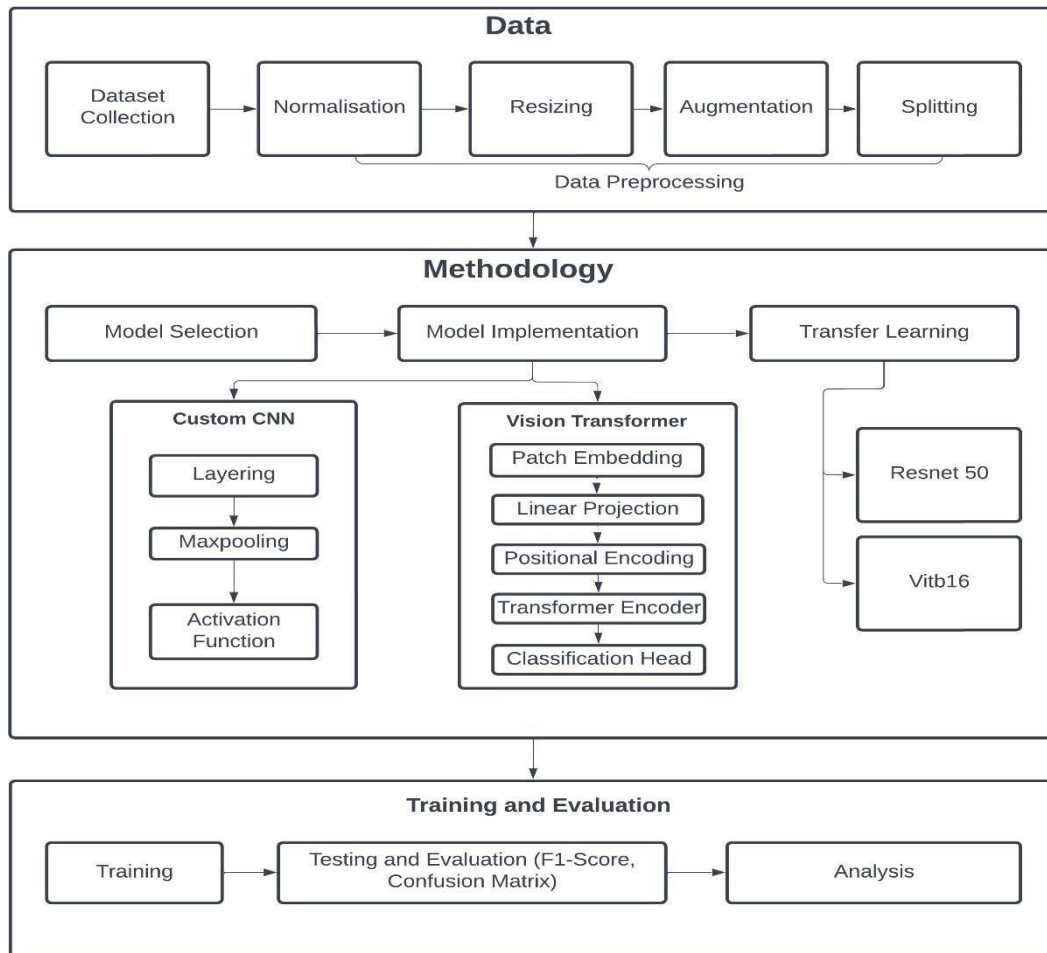 Data
Dataset
Collection
Normalisation
Resizing
Augmentation
Splitting
Data Preprocessing
Methodology
Model Selection
Model Implementation
Transfer Learning
Custom CNN
Layering
Maxpooling
Activation
Function
Vision Transformer
Patch Embedding
Linear Projection
Positional Encoding
Transformer Encoder
Classification Head
Resnet 50
Vitb16
Training and Evaluation
Training
Testing and Evaluation (F1-Score,
Confusion Matrix)
Analysis